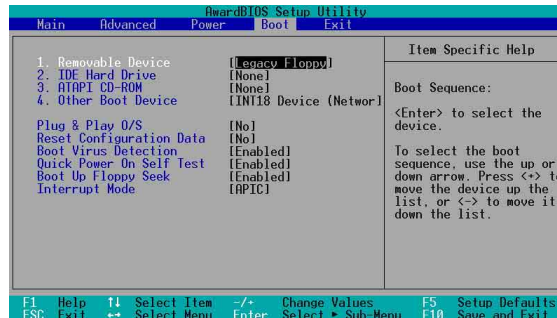 AwardBIOS Setup Utility
Main Advanced Power Boot Exit
Item Specific Help
1. Removable Device [Legacy Floppy]
2. IDE Hard Drive [None]
3. ATAPI CD-ROM [None]
4. Other Boot Device [INT18 Device (Networ]
Plug & Play O/S [No]
Reset Configuration Data [No]
Boot Virus Detection [Enabled]
Quick Power On Self Test [Enabled]
Boot Up Floppy Seek [Enabled]
Interrupt Mode [APIC]
Boot Sequence:
<Enter> to select the
device.
To select the boot
sequence, use the up or
down arrow. Press <+> t
move the device up the
list, or <-> to move it
down the list.
F1 Help ↑↓ Select Item -/+ Change Values F5 Setup Defaults
ESC Exit ←→ Select Menu Enter Select ► Sub-Menu F10 Save and Exit